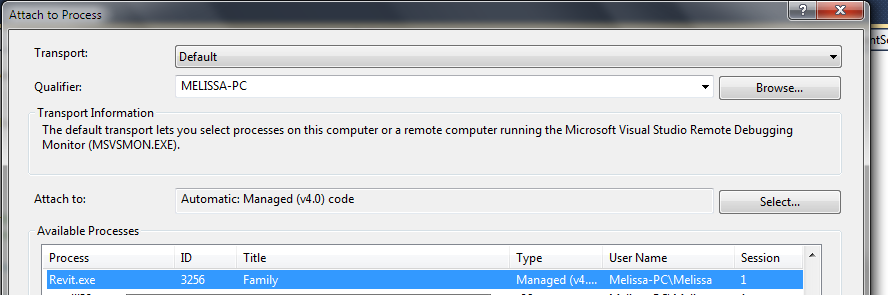 Attach to Process
Transport:
Default
Qualifier:
MELISSA-PC
Browse...
Transport Information
The default transport lets you select processes on this computer or a remote computer running the Microsoft Visual Studio Remote Debugging
Monitor (MSVSMON.EXE).
Attach to:
Automatic: Managed (v4.0) code
Select...
Available Processes
Process ID Title Type User Name Session
Revit.exe 3256 Family Managed (v4.... Melissa-PC\Melissa 1